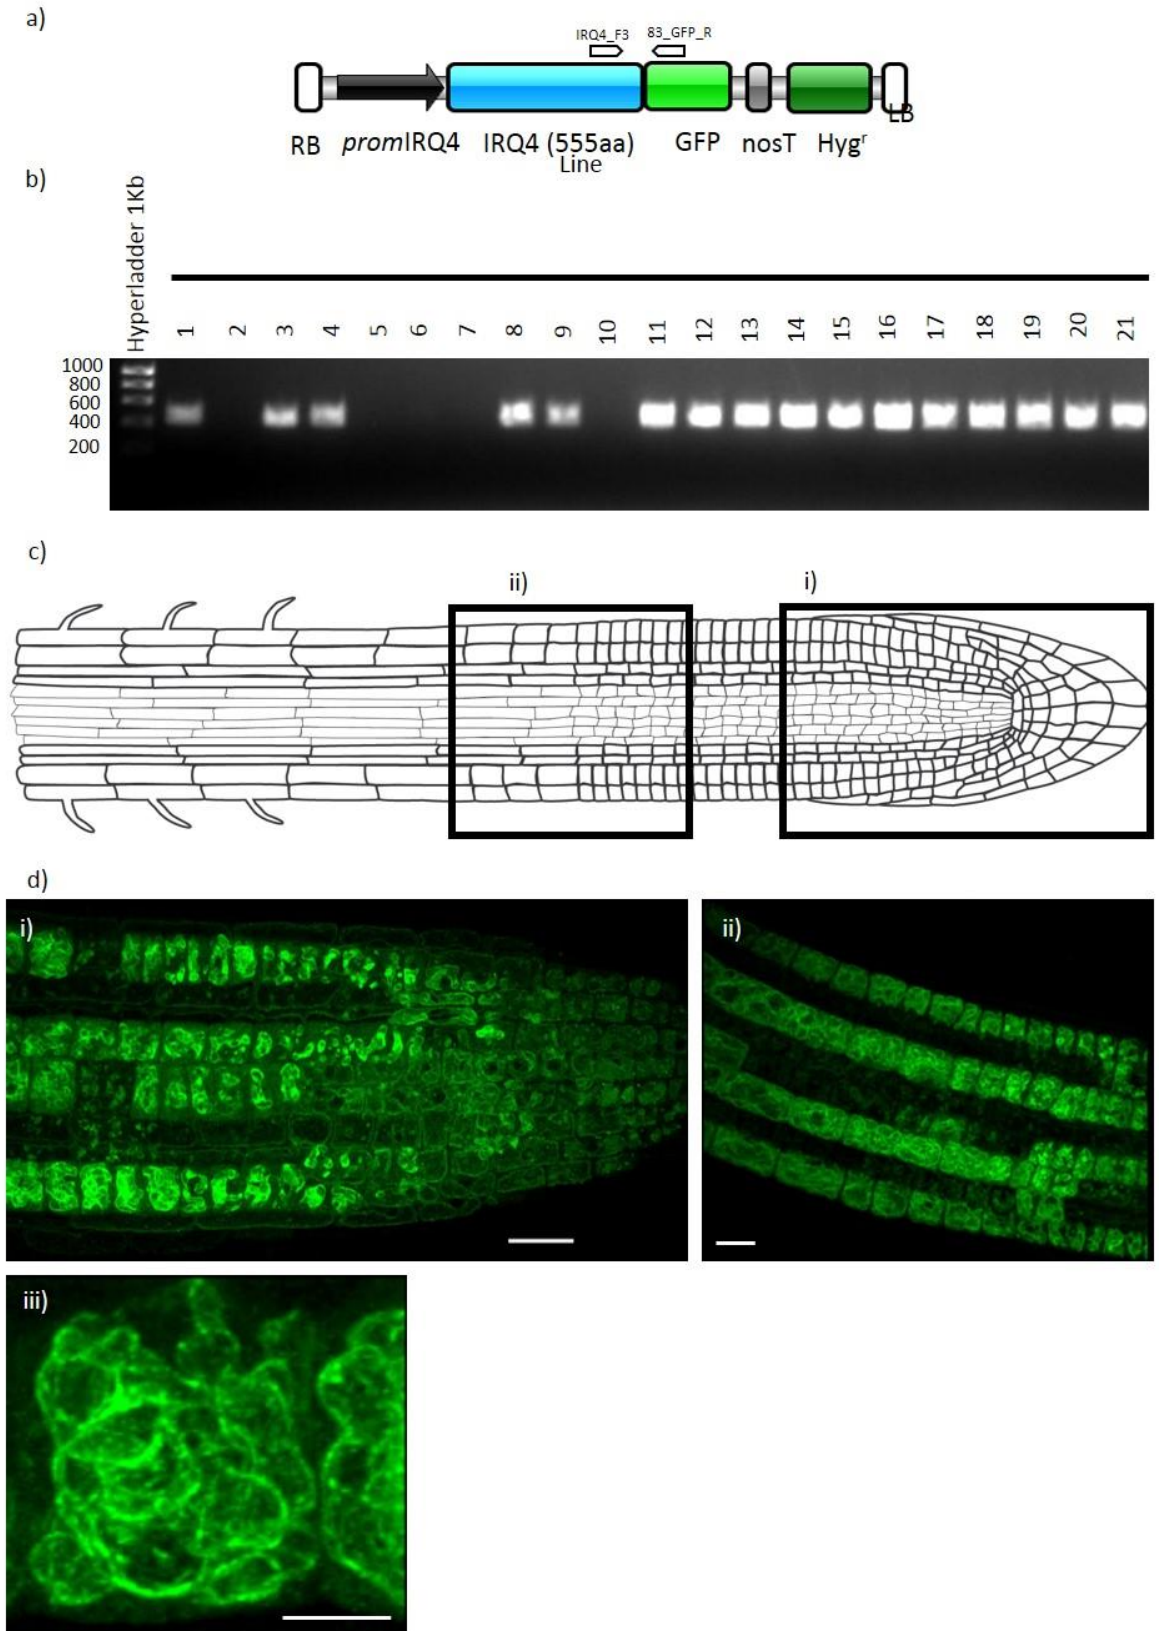 a)
IRQ4_F3 83_GFP_R
LB
RB promIRQ4 IRQ4 (555aa) GFP nosT Hygʳ
Line
b)
Hyperladder 1Kb
1 2 3 4 5 6 7 8 9 10 11 12 13 14 15 16 17 18 19 20 21
1000
800
600
400
200
c)
ii) i)
d)
i) ii)
iii)